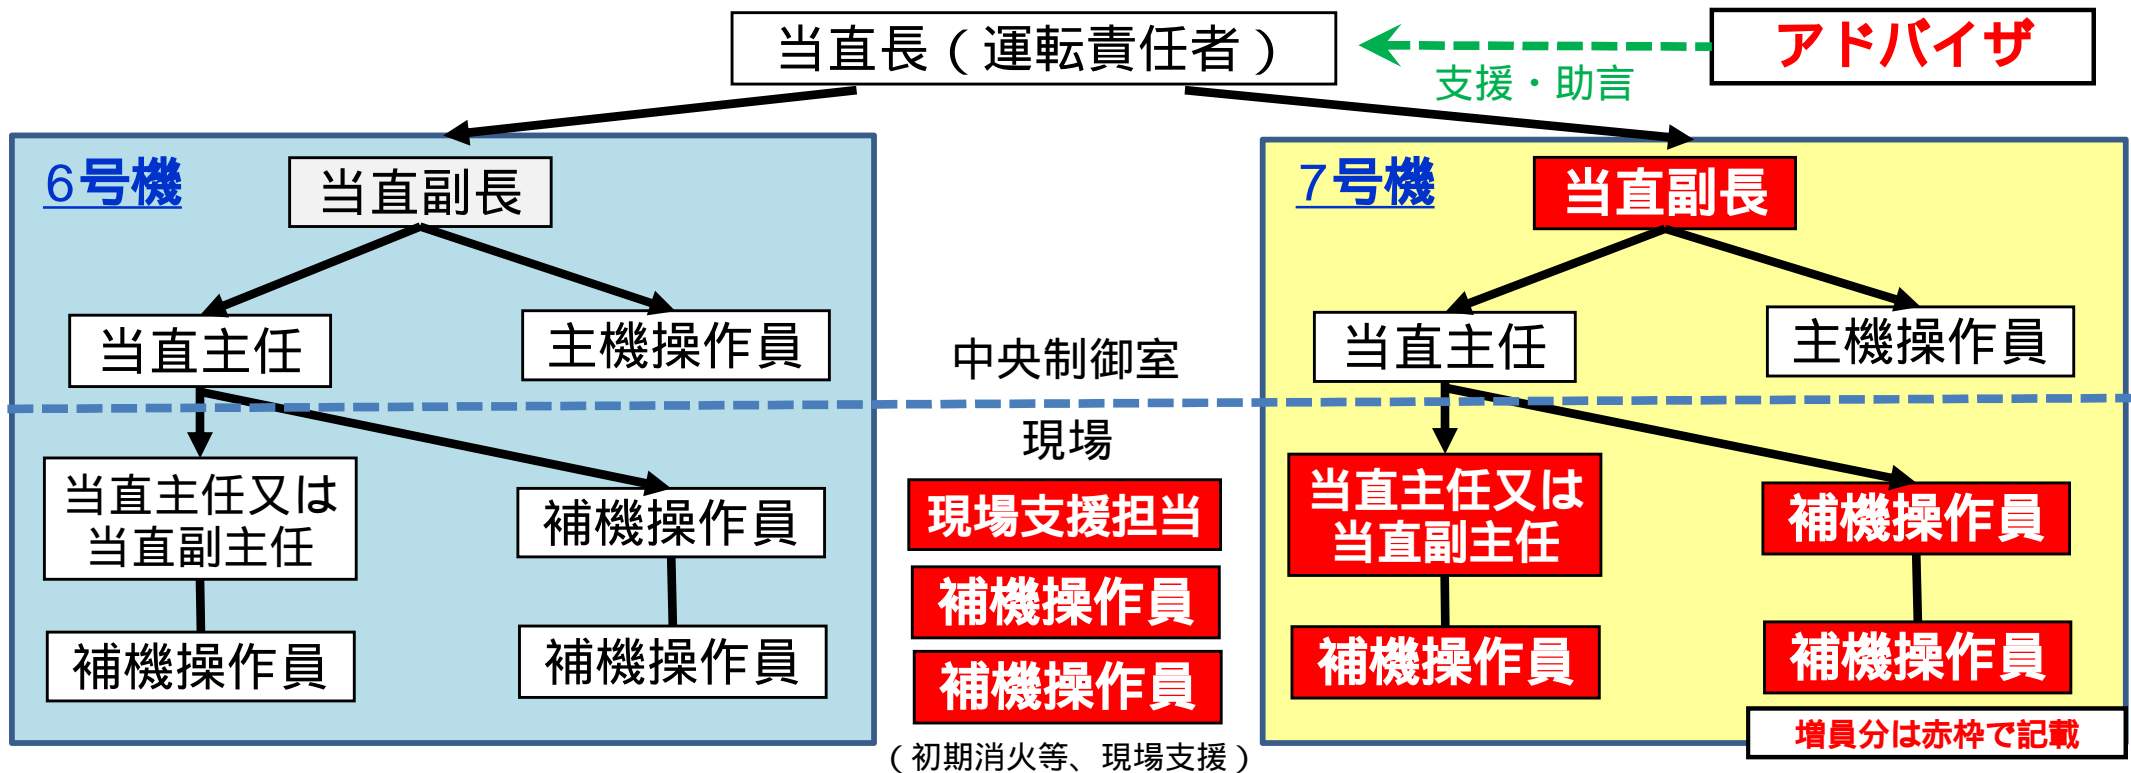 当直長（運転責任者）
アドバイザ
支援・助言
6号機
当直副長
当直主任
主機操作員
当直主任又は
当直副主任
補機操作員
補機操作員
補機操作員
中央制御室
現場
現場支援担当
補機操作員
補機操作員
（初期消火等、現場支援）
7号機
当直副長
当直主任
主機操作員
当直主任又は
当直副主任
補機操作員
補機操作員
補機操作員
増員分は赤枠で記載